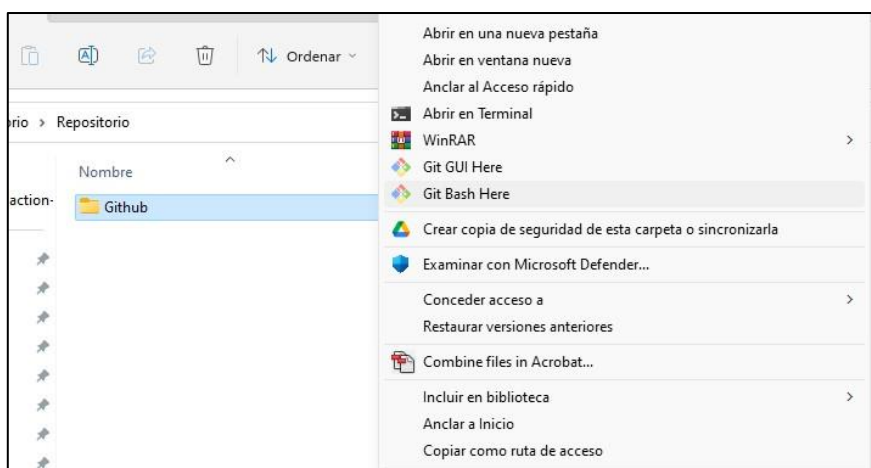 Ordenar
orio > Repositorio
Nombre
action-
Github
Abrir en una nueva pestaña
Abrir en ventana nueva
Anclar al Acceso rápido
Abrir en Terminal
WinRAR
Git GUI Here
Git Bash Here
Crear copia de seguridad de esta carpeta o sincronizarla
Examinar con Microsoft Defender...
Conceder acceso a
Restaurar versiones anteriores
Combine files in Acrobat...
Incluir en biblioteca
Anclar a Inicio
Copiar como ruta de acceso